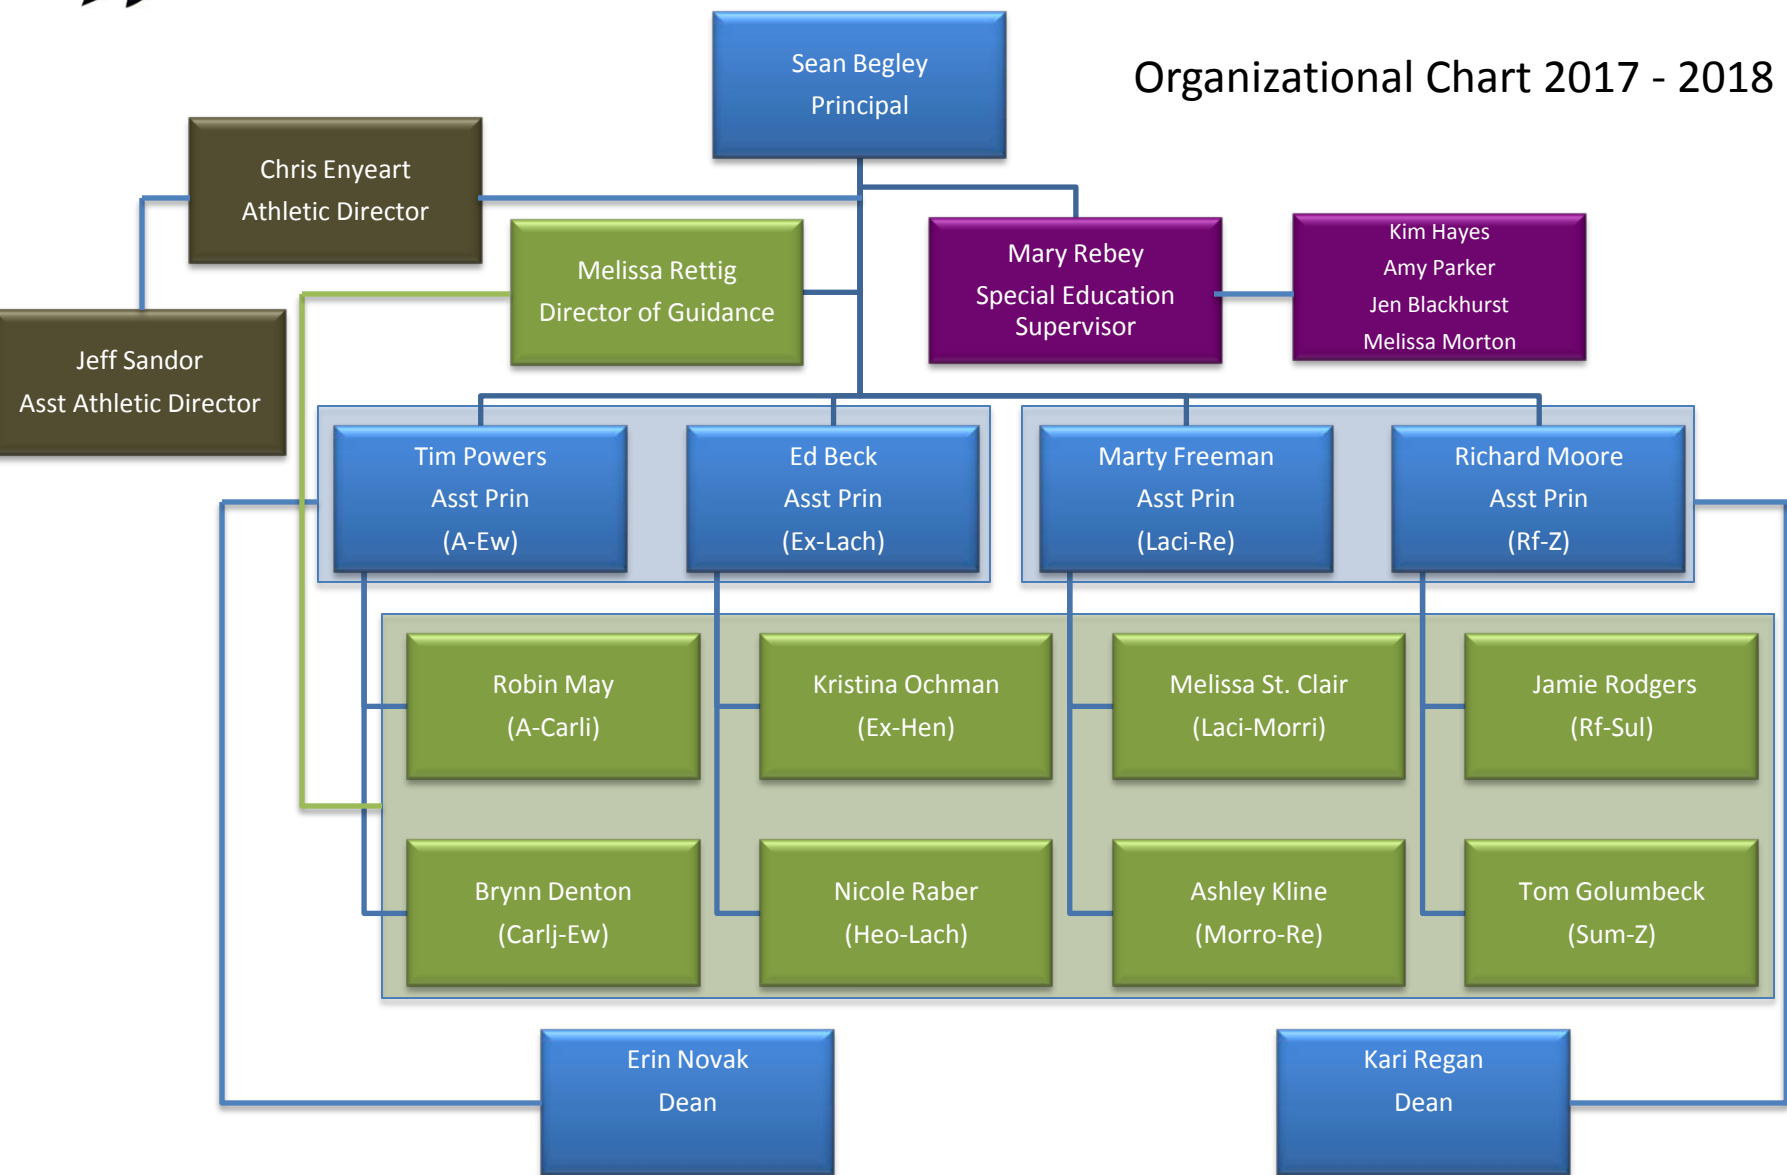 Organizational Chart 2017 - 2018
Sean Begley
Principal
Chris Enyeart
Athletic Director
Jeff Sandor
Asst Athletic Director
Melissa Rettig
Director of Guidance
Mary Rebey
Special Education
Supervisor
Kim Hayes
Amy Parker
Jen Blackhurst
Melissa Morton
Tim Powers
Asst Prin
(A-Ew)
Ed Beck
Asst Prin
(Ex-Lach)
Marty Freeman
Asst Prin
(Laci-Re)
Richard Moore
Asst Prin
(Rf-Z)
Robin May
(A-Carli)
Kristina Ochman
(Ex-Hen)
Melissa St. Clair
(Laci-Morri)
Jamie Rodgers
(Rf-Sul)
Brynn Denton
(Carlj-Ew)
Nicole Raber
(Heo-Lach)
Ashley Kline
(Morro-Re)
Tom Golumbeck
(Sum-Z)
Erin Novak
Dean
Kari Regan
Dean